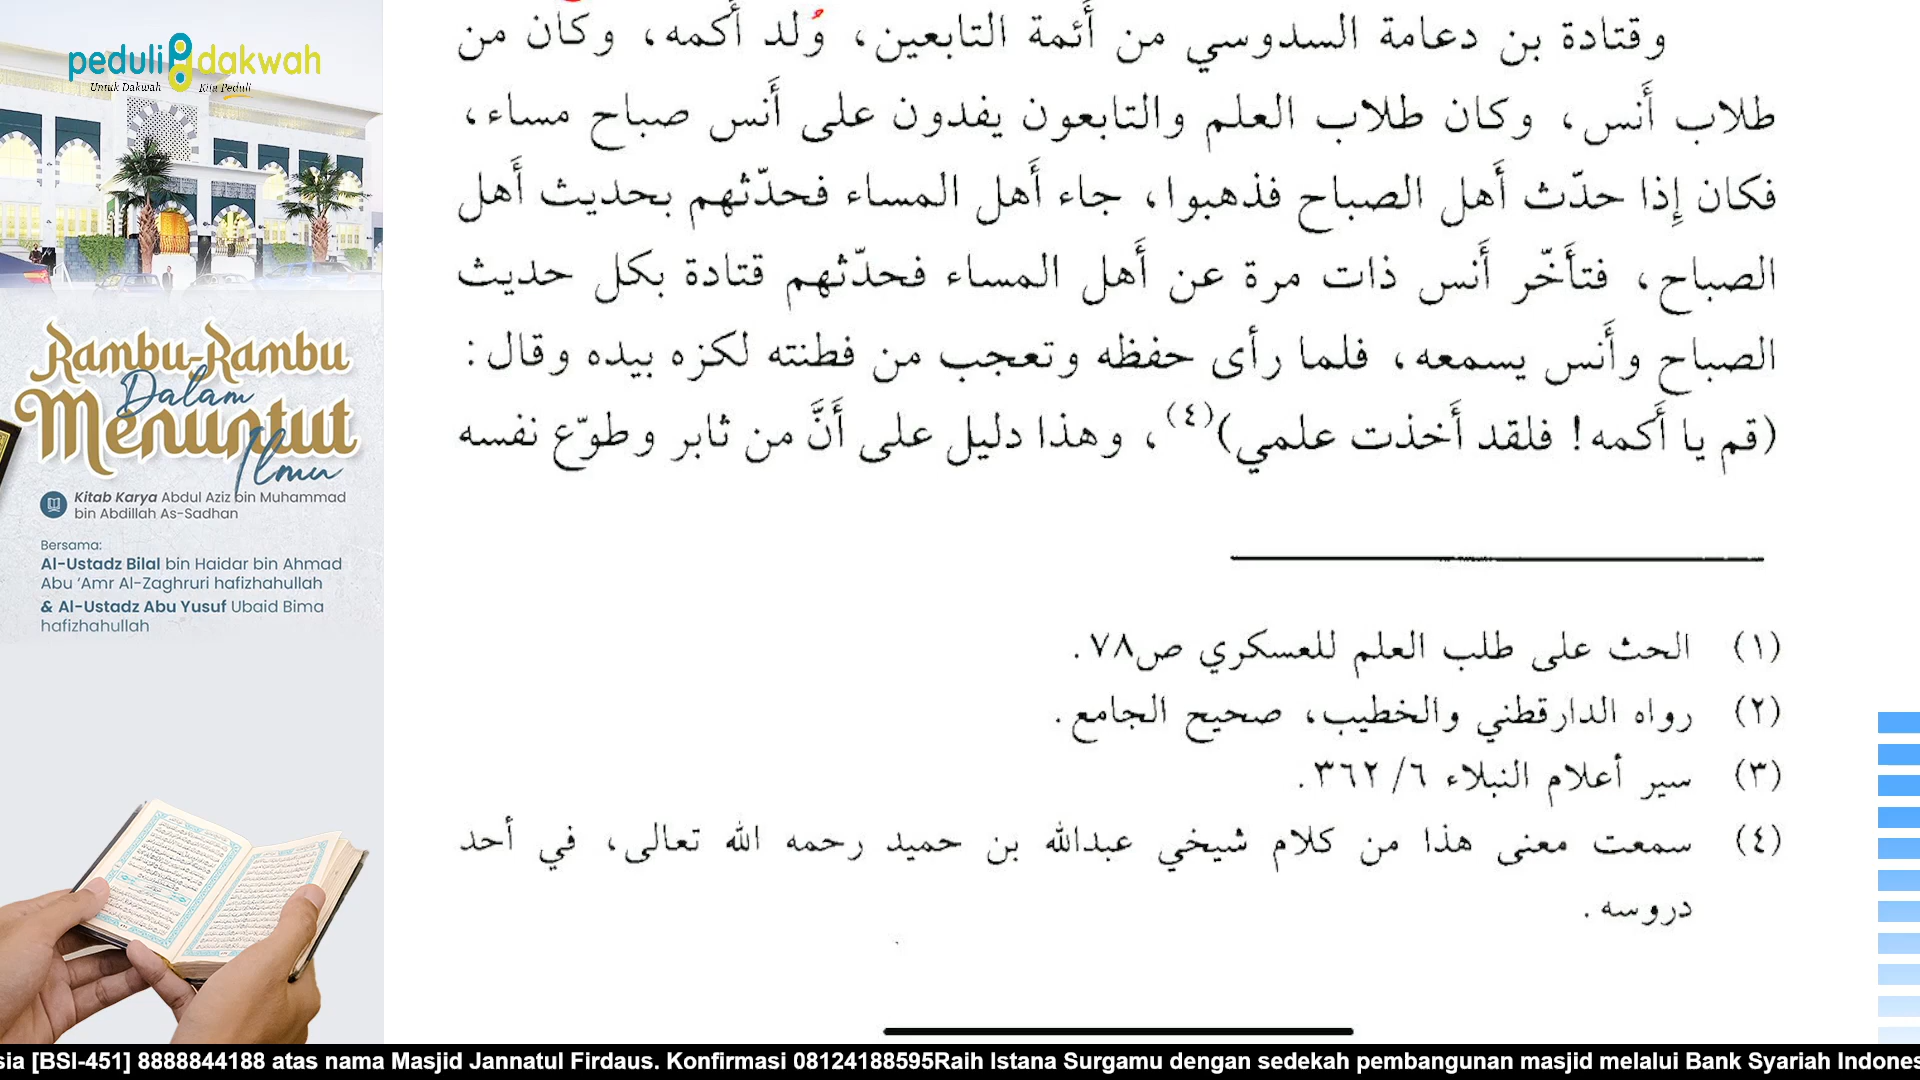 peduli dakwah
Untuk Dakwah Kita Peduli
Rambu-Rambu
Dalam
Menuntut
Ilmu
Kitab Karya Abdul Aziz bin Muhammad
bin Abdillah As-Sadhan
Bersama:
Al-Ustadz Bilal bin Haidar bin Ahmad
Abu ‘Amr Al-Zaghruri hafizhahullah
& Al-Ustadz Abu Yusuf Ubaid Bima
hafizhahullah
وقتادة بن دعامة السدوسي من أَئمة التابعين، وُلد أَكمه، وكان من
طلاب أَنس، وكان طلاب العلم والتابعون يفدون على أَنس صباح مساء،
فكان إِذا حدّث أَهل الصباح فذهبوا، جاء أَهل المساء فحدّثهم بحديث أَهل
الصباح، فتأَخّر أَنس ذات مرة عن أَهل المساء فحدّثهم قتادة بكل حديث
الصباح وأَنس يسمعه، فلما رأى حفظه وتعجب من فطنته لكزه بيده وقال:
(قم يا أَكمه! فلقد أَخذت علمي)(٤)، وهذا دليل على أَنَّ من ثابر وطوّع نفسه
(١) الحث على طلب العلم للعسكري ص٧٨.
(٢) رواه الدارقطني والخطيب، صحيح الجامع.
(٣) سير أعلام النبلاء ٦/ ٣٦٢.
(٤) سمعت معنى هذا من كلام شيخي عبدالله بن حميد رحمه الله تعالى، في أحد
دروسه.
sia [BSI-451] 8888844188 atas nama Masjid Jannatul Firdaus. Konfirmasi 08124188595Raih Istana Surgamu dengan sedekah pembangunan masjid melalui Bank Syariah Indones